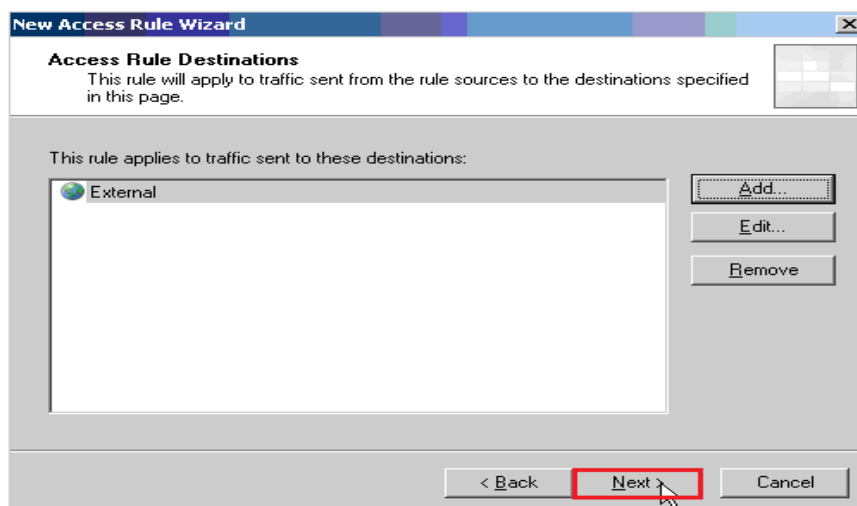 New Access Rule Wizard
Access Rule Destinations
This rule will apply to traffic sent from the rule sources to the destinations specified
in this page.
This rule applies to traffic sent to these destinations:
External
Add...
Edit...
Remove
< Back
Next >
Cancel